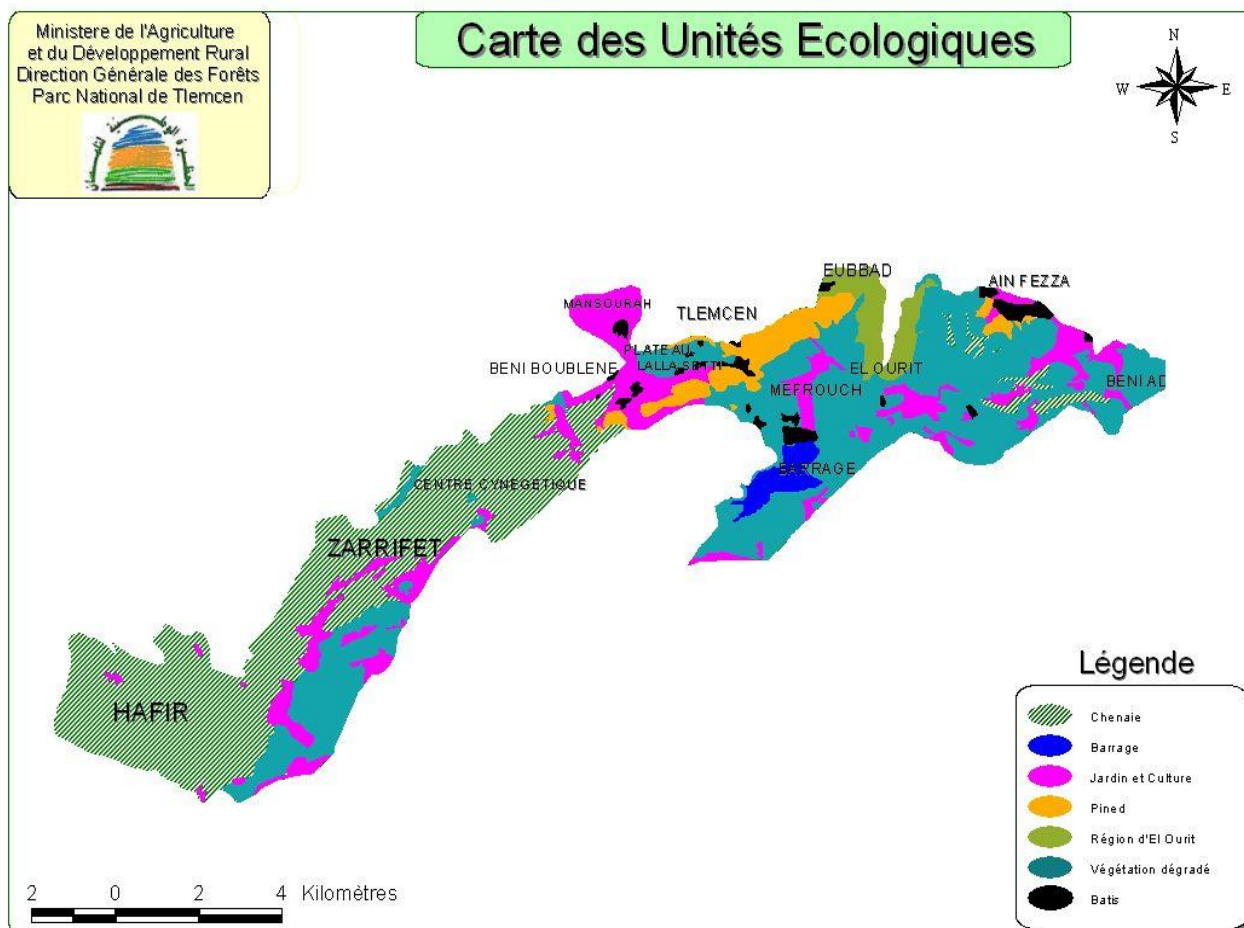 Ministere de l'Agriculture
et du Développement Rural
Direction Générale des Forêts
Parc National de Tlemcen
Carte des Unités Ecologiques
N
W
E
S
EUBBAD
AIN FEZZA
MANSOURAH
TLEMCEN
PLATEAU
LALLA SETTI
BENI BOUBLENE
EL OURIT
MEFROUCH
BENI AD
BARRAGE
CENTRE CYNEGETIQUE
ZARRIFET
HAFIR
Légende
Chenaie
Barrage
Jardin et Culture
Pined
Région d'El Ourit
Végétation dégradé
Batis
2 0 2 4 Kilomètres